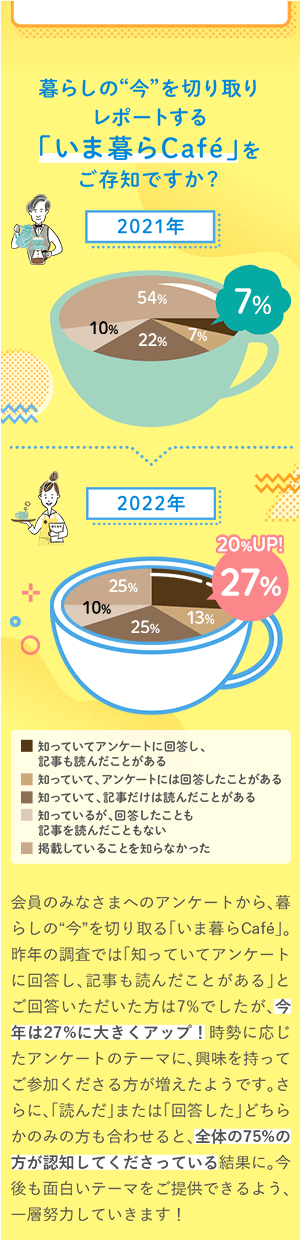 暮らしの“今”を切り取り
レポートする
「いま暮らCafé」を
ご存知ですか？
2021年
54%
7%
10%
22%
7%
2022年
20%UP!
27%
25%
10%
25%
13%
知っていてアンケートに回答し、
記事も読んだことがある
知っていて、アンケートには回答したことがある
知っていて、記事だけは読んだことがある
知っているが、回答したことも
記事を読んだこともない
掲載していることを知らなかった
会員のみなさまへのアンケートから、暮
らしの“今”を切り取る「いま暮らCafé」。
昨年の調査では「知っていてアンケート
に回答し、記事も読んだことがある」と
ご回答いただいた方は7%でしたが、今
年は27%に大きくアップ！時勢に応じ
たアンケートのテーマに、興味を持って
ご参加くださる方が増えたようです。さ
らに、「読んだ」または「回答した」どちら
かのみの方も合わせると、全体の75%の
方が認知してくださっている結果に。今
後も面白いテーマをご提供できるよう、
一層努力していきます！